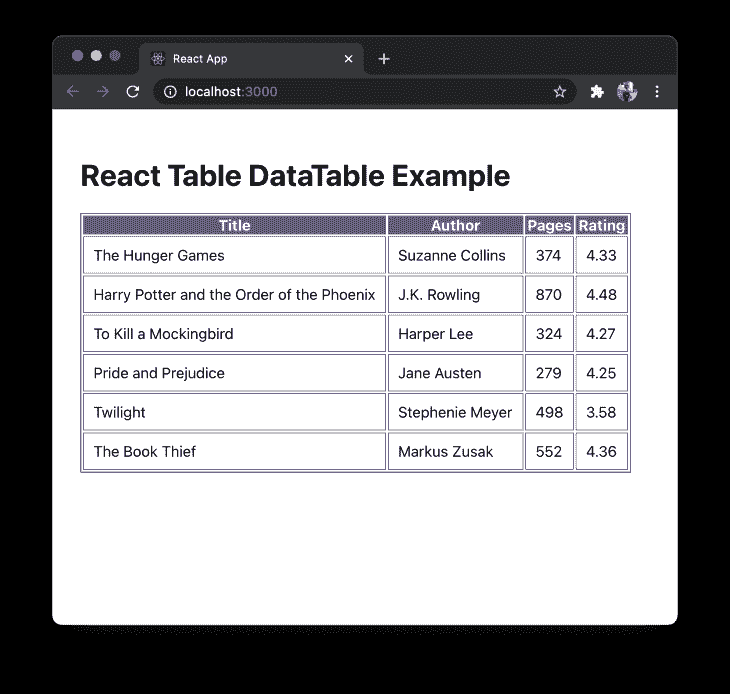 React App
localhost:3000
React Table DataTable Example
Title Author Pages Rating
The Hunger Games Suzanne Collins 374 4.33
Harry Potter and the Order of the Phoenix J.K. Rowling 870 4.48
To Kill a Mockingbird Harper Lee 324 4.27
Pride and Prejudice Jane Austen 279 4.25
Twilight Stephenie Meyer 498 3.58
The Book Thief Markus Zusak 552 4.36